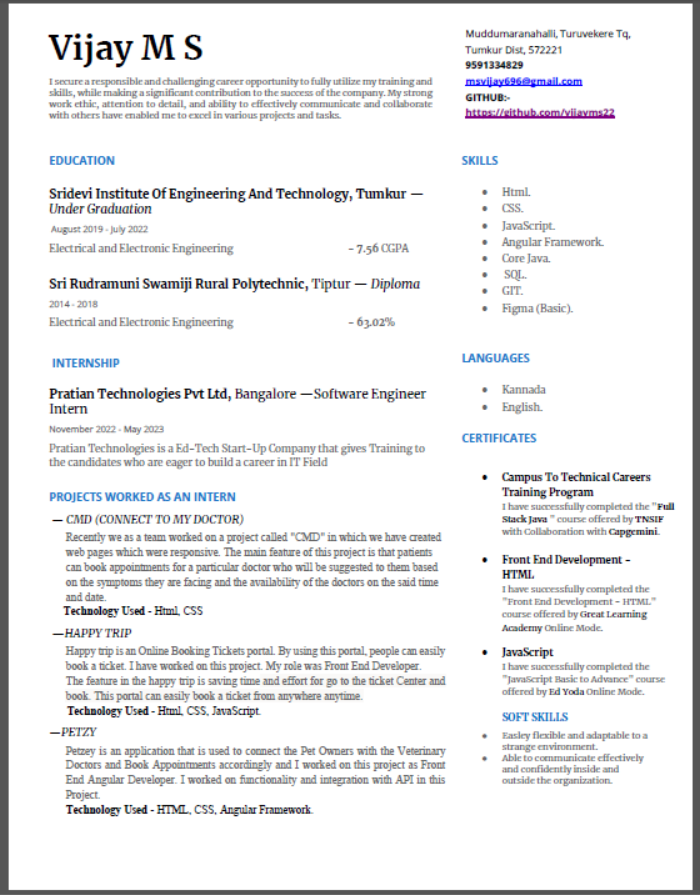 Vijay M S
I secure a responsible and challenging career opportunity to fully utilize my training and
skills, while making a significant contribution to the success of the company. My strong
work ethic, attention to detail, and ability to effectively communicate and collaborate
with others have enabled me to excel in various projects and tasks.
Muddumaranahalli, Turuvekere Tq,
Tumkur Dist, 572221
9591334829
msvijay696@gmail.com
GITHUB:-
https://github.com/vijayms22
EDUCATION
Sridevi Institute Of Engineering And Technology, Tumkur —
Under Graduation
August 2019 - July 2022
Electrical and Electronic Engineering - 7.56 CGPA
Sri Rudramuni Swamiji Rural Polytechnic, Tiptur — Diploma
2014 - 2018
Electrical and Electronic Engineering - 63.02%
INTERNSHIP
Pratian Technologies Pvt Ltd, Bangalore —Software Engineer
Intern
November 2022 - May 2023
Pratian Technologies is a Ed-Tech Start-Up Company that gives Training to
the candidates who are eager to build a career in IT Field
PROJECTS WORKED AS AN INTERN
— CMD (CONNECT TO MY DOCTOR)
Recently we as a team worked on a project called "CMD" in which we have created
web pages which were responsive. The main feature of this project is that patients
can book appointments for a particular doctor who will be suggested to them based
on the symptoms they are facing and the availability of the doctors on the said time
and date.
Technology Used - Html, CSS
—HAPPY TRIP
Happy trip is an Online Booking Tickets portal. By using this portal, people can easily
book a ticket. I have worked on this project. My role was Front End Developer.
The feature in the happy trip is saving time and effort for go to the ticket Center and
book. This portal can easily book a ticket from anywhere anytime.
Technology Used - Html, CSS, JavaScript.
—PETZY
Petzey is an application that is used to connect the Pet Owners with the Veterinary
Doctors and Book Appointments accordingly and I worked on this project as Front
End Angular Developer. I worked on functionality and integration with API in this
Project.
Technology Used - HTML, CSS, Angular Framework.
SKILLS
● Html.
● CSS.
● JavaScript.
● Angular Framework.
● Core Java.
● SQL.
● GIT.
● Figma (Basic).
LANGUAGES
● Kannada
● English.
CERTIFICATES
● Campus To Technical Careers
Training Program
I have successfully completed the "Full
Stack Java " course offered by TNSIF
with Collaboration with Capgemini.
● Front End Development -
HTML
I have successfully completed the
"Front End Development - HTML"
course offered by Great Learning
Academy Online Mode.
● JavaScript
I have successfully completed the
"JavaScript Basic to Advance" course
offered by Ed Yoda Online Mode.
SOFT SKILLS
● Easley flexible and adaptable to a
strange environment.
● Able to communicate effectively
and confidently inside and
outside the organization.